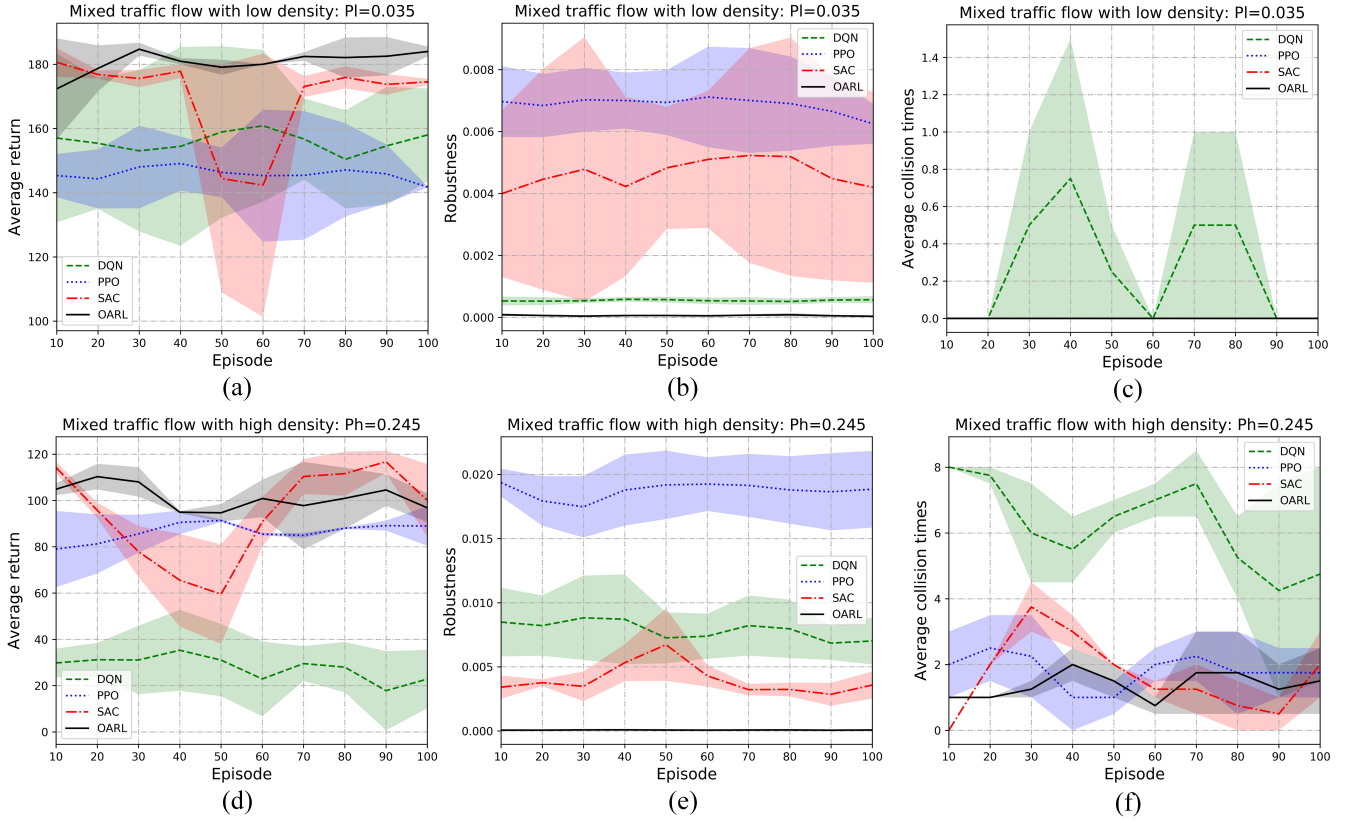 Mixed traffic flow with low density: Pl=0.035
Average return
180
160
140
120
100
DQN
PPO
SAC
OARL
10 20 30 40 50 60 70 80 90 100
Episode
(a)
Mixed traffic flow with low density: Pl=0.035
Robustness
0.008
0.006
0.004
0.002
0.000
DQN
PPO
SAC
OARL
10 20 30 40 50 60 70 80 90 100
Episode
(b)
Mixed traffic flow with low density: Pl=0.035
Average collision times
1.4
1.2
1.0
0.8
0.6
0.4
0.2
0.0
DQN
PPO
SAC
OARL
10 20 30 40 50 60 70 80 90 100
Episode
(c)
Mixed traffic flow with high density: Ph=0.245
Average return
120
100
80
60
40
20
0
DQN
PPO
SAC
OARL
10 20 30 40 50 60 70 80 90 100
Episode
(d)
Mixed traffic flow with high density: Ph=0.245
Robustness
0.020
0.015
0.010
0.005
0.000
DQN
PPO
SAC
OARL
10 20 30 40 50 60 70 80 90 100
Episode
(e)
Mixed traffic flow with high density: Ph=0.245
Average collision times
8
6
4
2
0
DQN
PPO
SAC
OARL
10 20 30 40 50 60 70 80 90 100
Episode
(f)